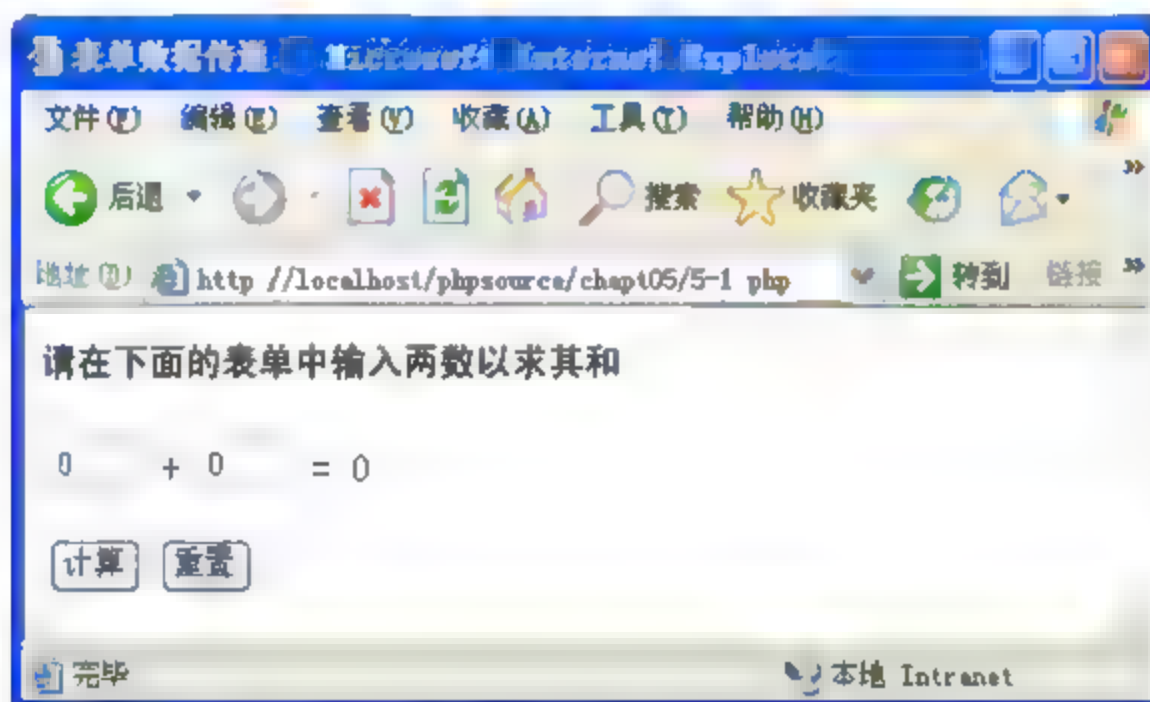 表单数据传递 - Microsoft Internet Explorer
文件(F) 编辑(E) 查看(V) 收藏(A) 工具(T) 帮助(H)
后退 搜索 收藏夹
地址(D) http //localhost/phpsource/chapt05/5-1 php 转到 链接 »
请在下面的表单中输入两数以求其和
0 + 0 = 0
计算 重置
完毕 本地 Intranet